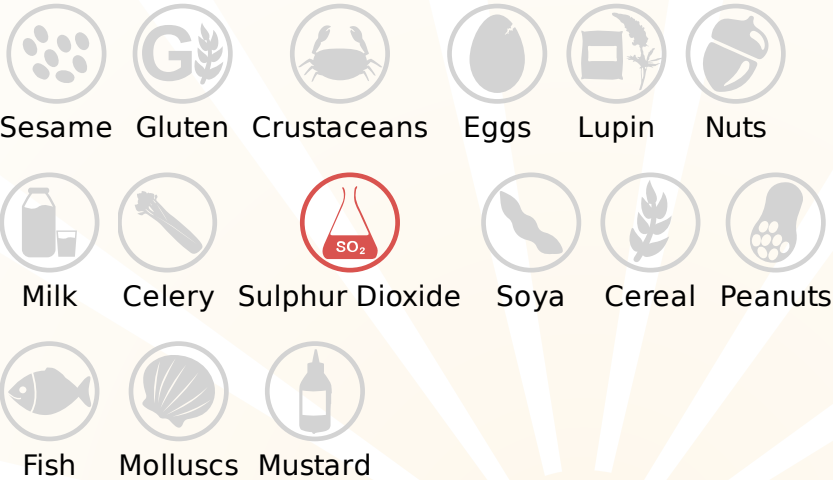 G
Sesame Gluten Crustaceans Eggs Lupin Nuts
SO₂
Milk Celery Sulphur Dioxide Soya Cereal Peanuts
Fish Molluscs Mustard